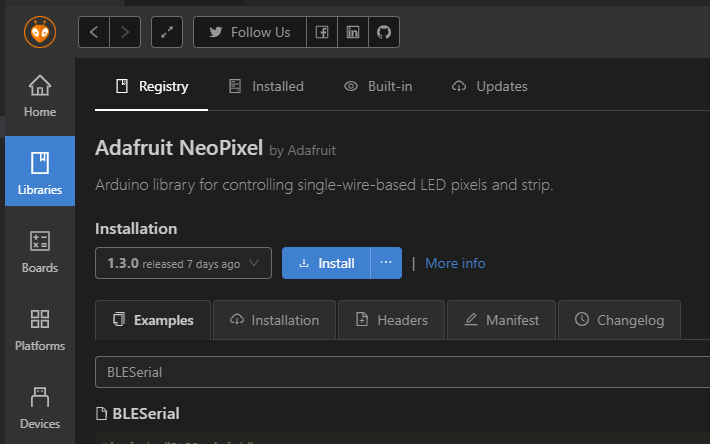 Follow Us
Home
Libraries
Boards
Platforms
Devices
Registry
Installed
Built-in
Updates
Adafruit NeoPixel by Adafruit
Arduino library for controlling single-wire-based LED pixels and strip.
Installation
1.3.0 released 7 days ago
Install
...
|
More info
Examples
Installation
Headers
Manifest
Changelog
BLESerial
BLESerial